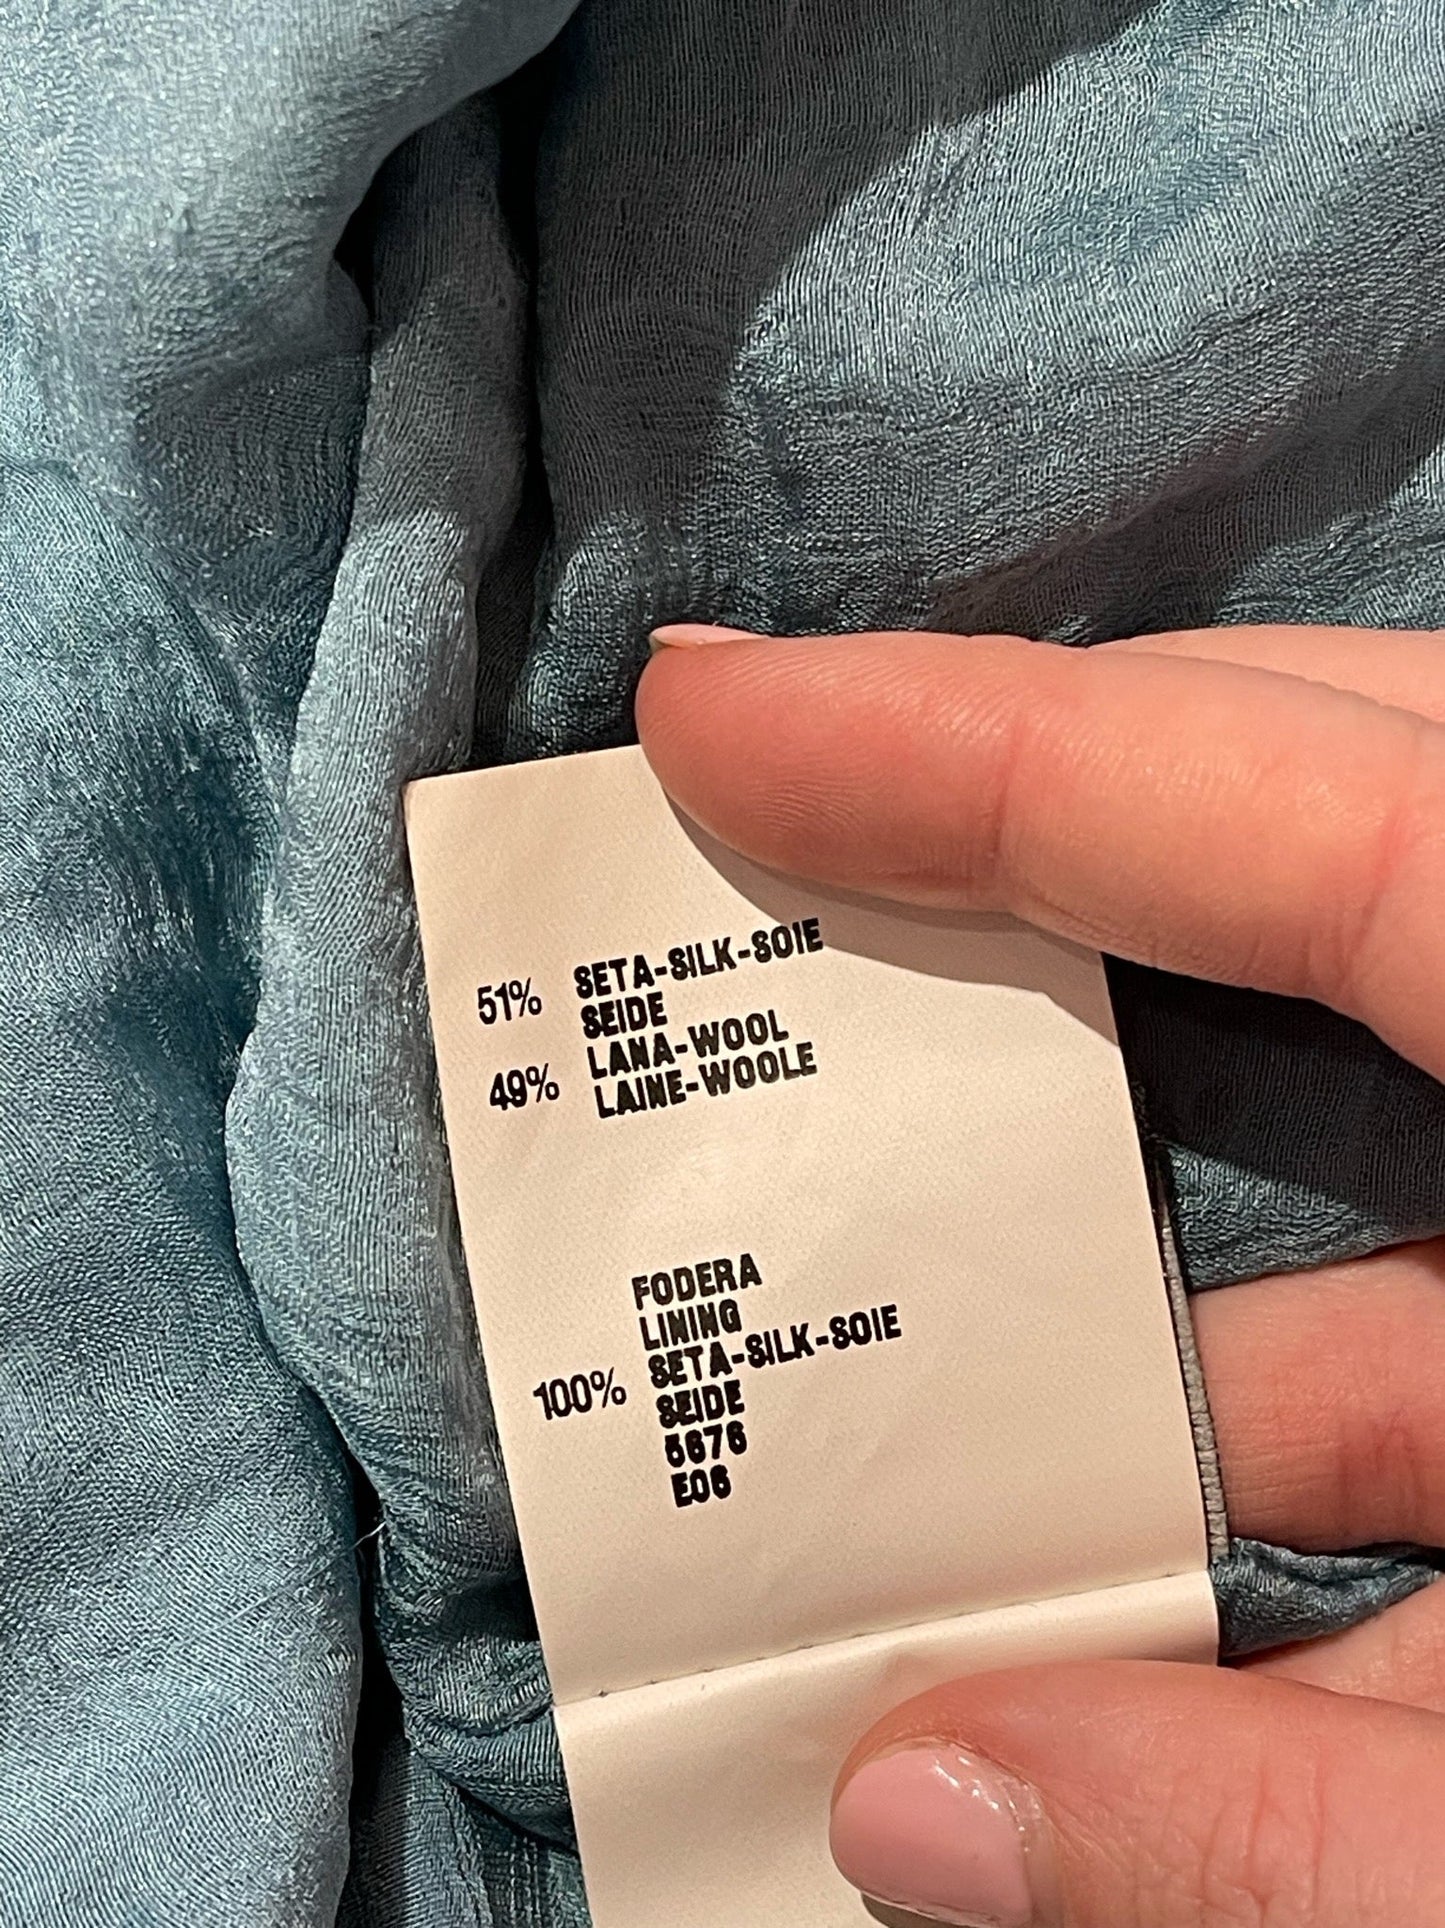 51% SETA-SILK-SOIE
SEIDE
49% LANA-WOOL
LAINE-WOOLE
FODERA
LINING
100% SETA-SILK-SOIE
SEIDE
5676
E06